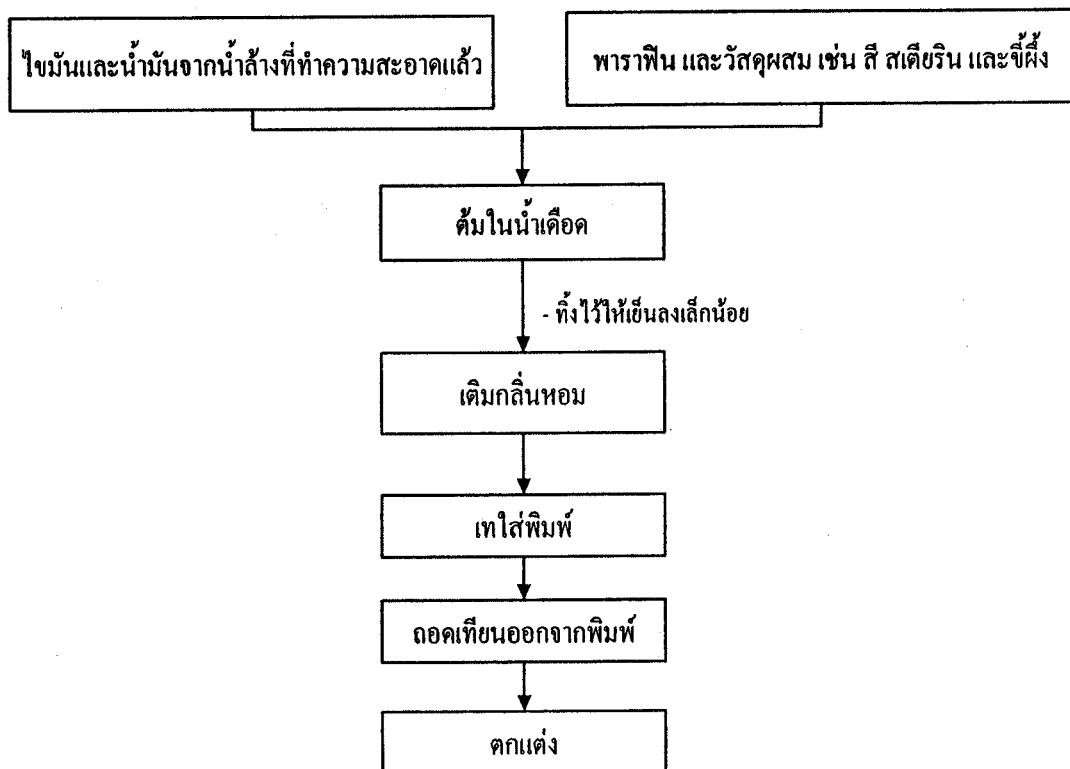 ไขมันและน้ำมันจากน้ำล้างที่ทำความสะอาดแล้ว
พาราฟิน และวัสดุผสม เช่น สี สเตียริน และขี้ผึ้ง
ต้มในน้ำเดือด
- ทิ้งไว้ให้เย็นลงเล็กน้อย
เติมกลิ่นหอม
เทใส่พิมพ์
ถอดเทียนออกจากพิมพ์
ตกแต่ง